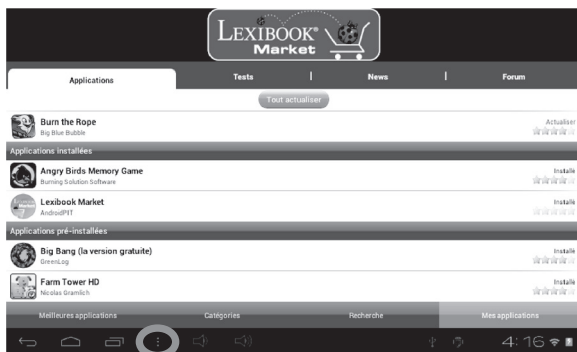 LEXIBOOK®
Market
Applications Tests | News | Forum
Tout actualiser
Burn the Rope Actualiser
Big Blue Bubble
Applications installées
Angry Birds Memory Game Installé
Burning Solution Software
Lexibook Market Installé
AndroidPIT
Applications pré-installées
Big Bang (la version gratuite) Installé
GreenLog
Farm Tower HD Installé
Nicolas Gramlich
Meilleures applications Catégories Recherche Mes applications
4:16